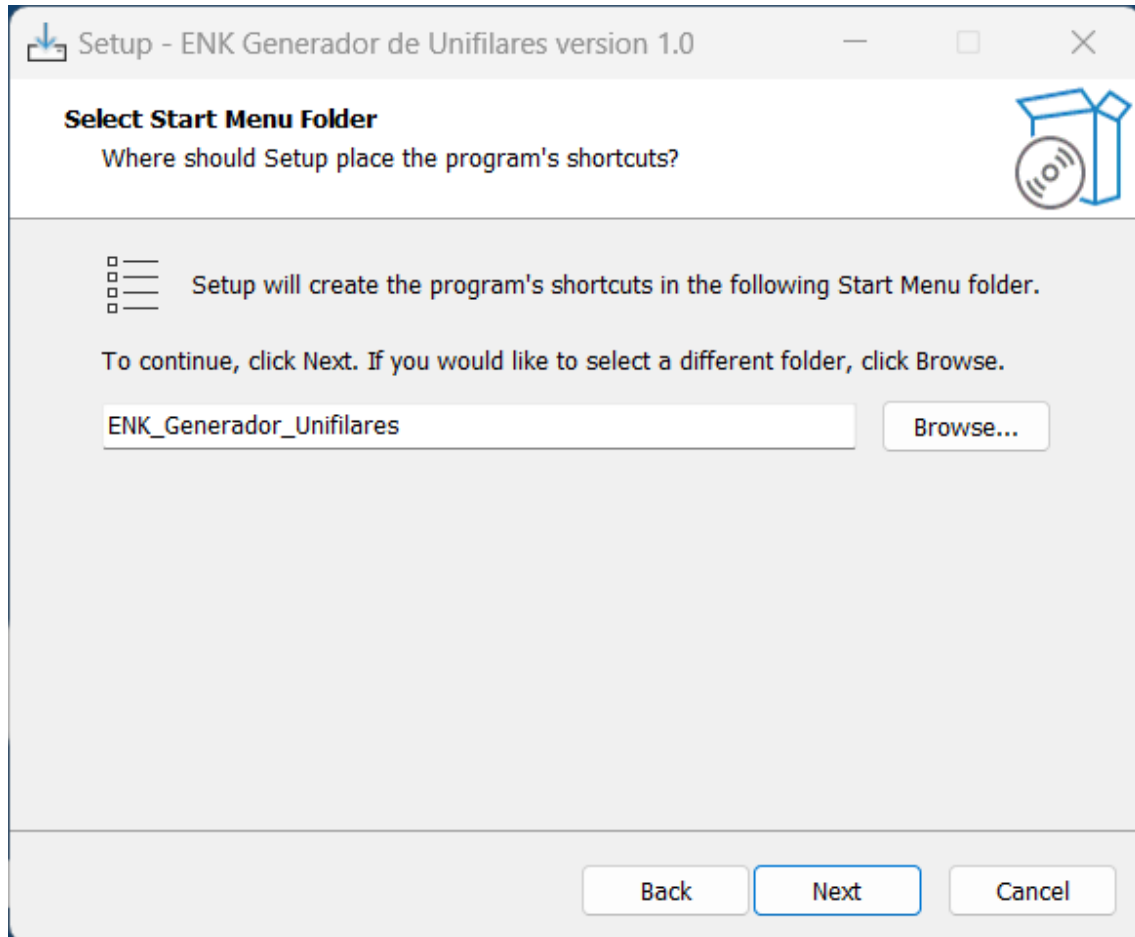 Setup - ENK Generador de Unifilares version 1.0
Select Start Menu Folder
Where should Setup place the program's shortcuts?
Setup will create the program's shortcuts in the following Start Menu folder.
To continue, click Next. If you would like to select a different folder, click Browse.
ENK_Generador_Unifilares
Browse...
Back
Next
Cancel